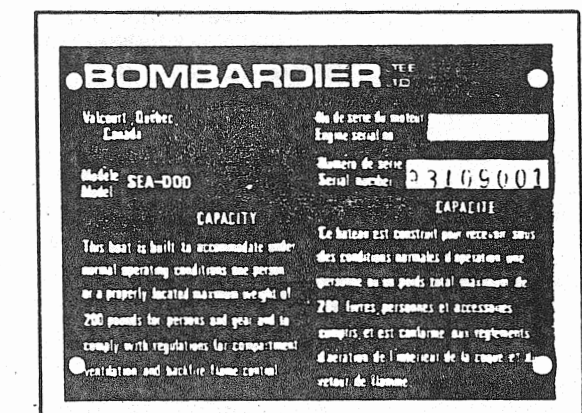 BOMBARDIER LTÉE LTD
Valcourt, Québec
Canada
No de serie du moteur
Engine serial no
Modele
Model SEA-DOO
Numero de serie
Serial number 3109001
CAPACITY
This boat is built to accommodate under
normal operating conditions one person
or a properly located maximum weight of
200 pounds for persons and gear and to
comply with regulations for compartment
ventilation and backfire flame control
CAPACITE
Ce bateau est construit pour recevoir sous
des conditions normales d'operation une
personne ou un poids total maximum de
200 livres, personnes et accessoires
compris, et est conforme aux reglements
d'aeration de l'interieur de la coque et du
retour de flamme